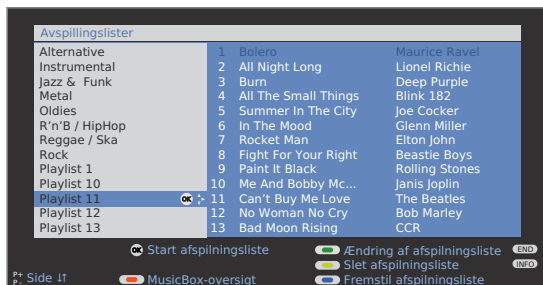 Avspillingslister
Alternative 1 Bolero Maurice Ravel
Instrumental 2 All Night Long Lionel Richie
Jazz & Funk 3 Burn Deep Purple
Metal 4 All The Small Things Blink 182
Oldies 5 Summer In The City Joe Cocker
R'n'B / HipHop 6 In The Mood Glenn Miller
Reggae / Ska 7 Rocket Man Elton John
Rock 8 Fight For Your Right Beastie Boys
Playlist 1 9 Paint It Black Rolling Stones
Playlist 10 10 Me And Bobby Mc... Janis Joplin
Playlist 11 OK 11 Can't Buy Me Love The Beatles
Playlist 12 12 No Woman No Cry Bob Marley
Playlist 13 13 Bad Moon Rising CCR
OK Start afspilningsliste Ændring af afspilningsliste END
Slet afspilningsliste INFO
P+ P- Side ↓↑ MusicBox-oversigt Fremstil afspilningsliste